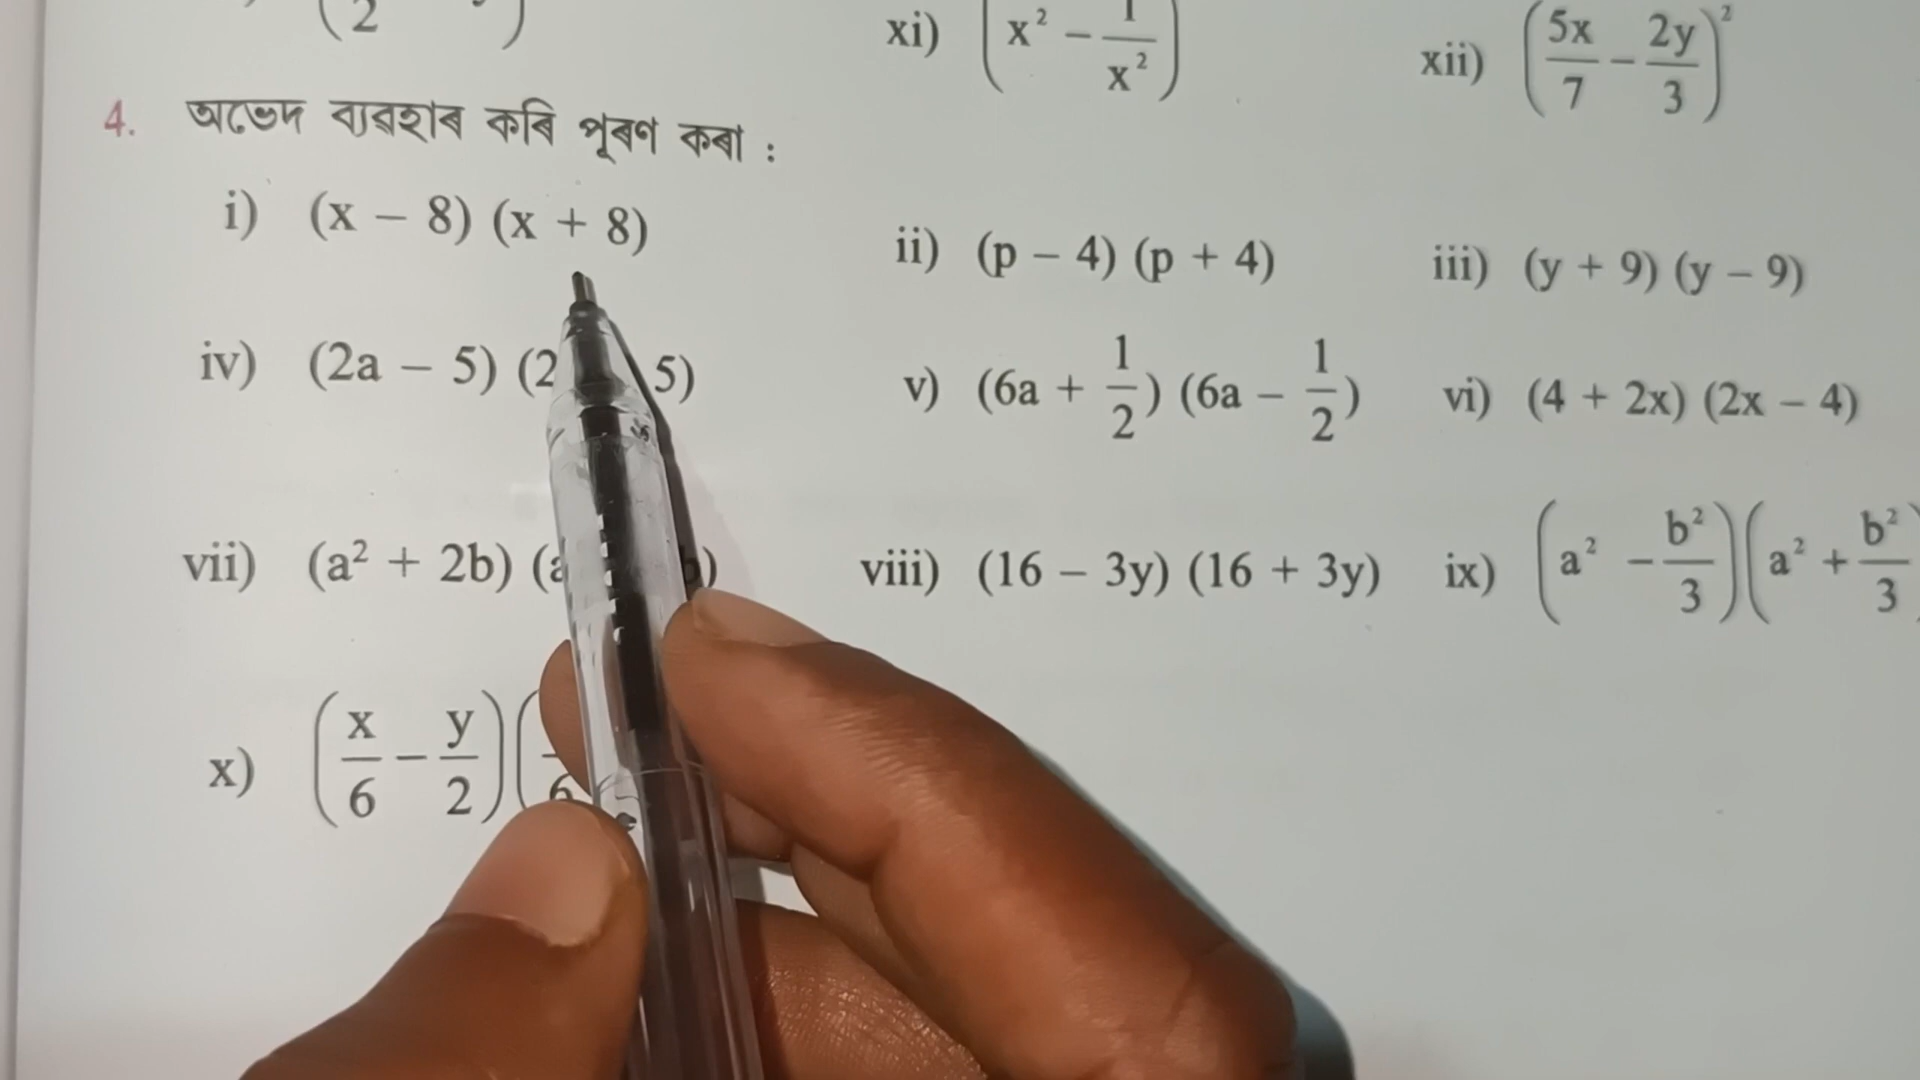 (2 )
xi) (x² – 1/x²)
xii) (5x/7 – 2y/3)²
4. অভেদ ব্যৱহাৰ কৰি পূৰণ কৰা :
i) (x – 8) (x + 8)
ii) (p – 4) (p + 4)
iii) (y + 9) (y – 9)
iv) (2a – 5) (2 5)
v) (6a + 1/2) (6a – 1/2)
vi) (4 + 2x) (2x – 4)
vii) (a² + 2b) (a b)
viii) (16 – 3y) (16 + 3y)
ix) (a² – b²/3)(a² + b²/3)
x) (x/6 – y/2)( /6